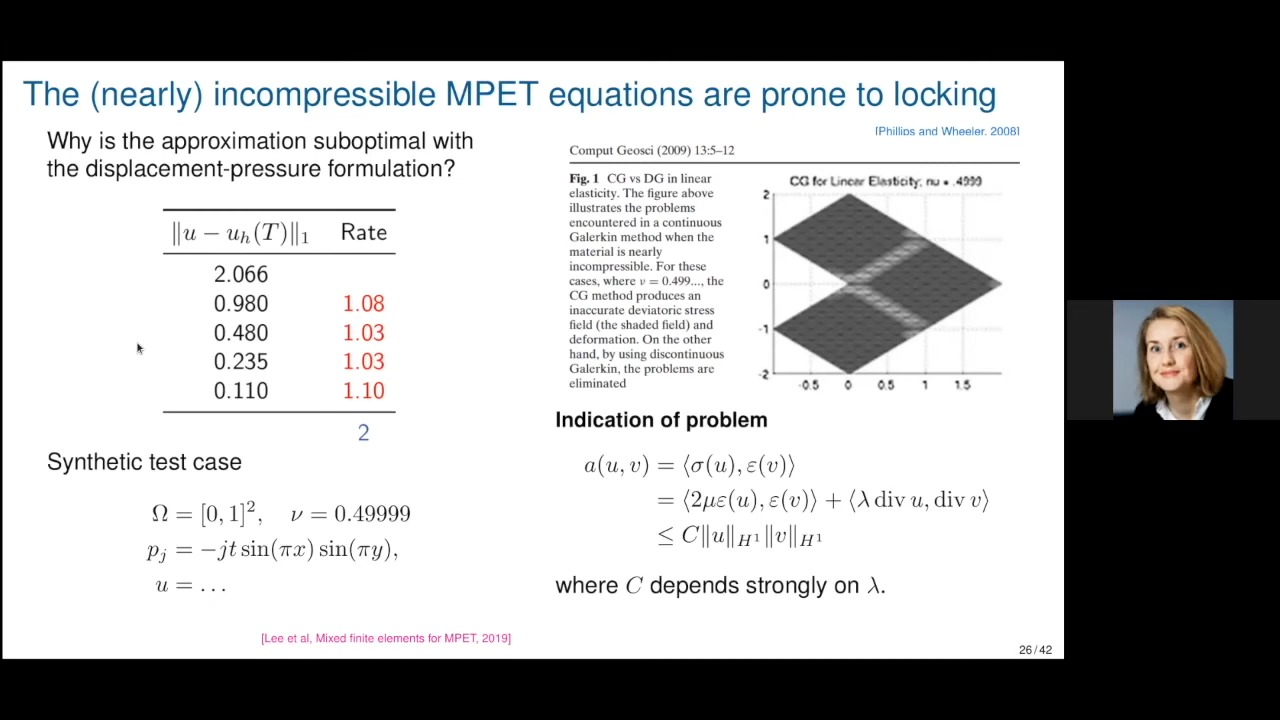 The (nearly) incompressible MPET equations are prone to locking
Why is the approximation suboptimal with
the displacement-pressure formulation?
‖u − u_h(T)‖_1 Rate
2.066
0.980 1.08
0.480 1.03
0.235 1.03
0.110 1.10
2
Synthetic test case
Ω = [0, 1]^2, ν = 0.49999
p_j = −jt sin(πx) sin(πy),
u = . . .
[Lee et al, Mixed finite elements for MPET, 2019]
[Phillips and Wheeler, 2008]
Comput Geosci (2009) 13:5–12
Fig. 1 CG vs DG in linear
elasticity. The figure above
illustrates the problems
encountered in a continuous
Galerkin method when the
material is nearly
incompressible. For these
cases, where ν = 0.499..., the
CG method produces an
inaccurate deviatoric stress
field (the shaded field) and
deformation. On the other
hand, by using discontinuous
Galerkin, the problems are
eliminated
CG for Linear Elasticity; nu = .4999
2
1
0
-1
-2
-0.5 0 0.5 1 1.5
Indication of problem
a(u, v) = ⟨σ(u), ε(v)⟩
= ⟨2με(u), ε(v)⟩ + ⟨λ div u, div v⟩
≤ C‖u‖_{H^1}‖v‖_{H^1}
where C depends strongly on λ.
26 / 42